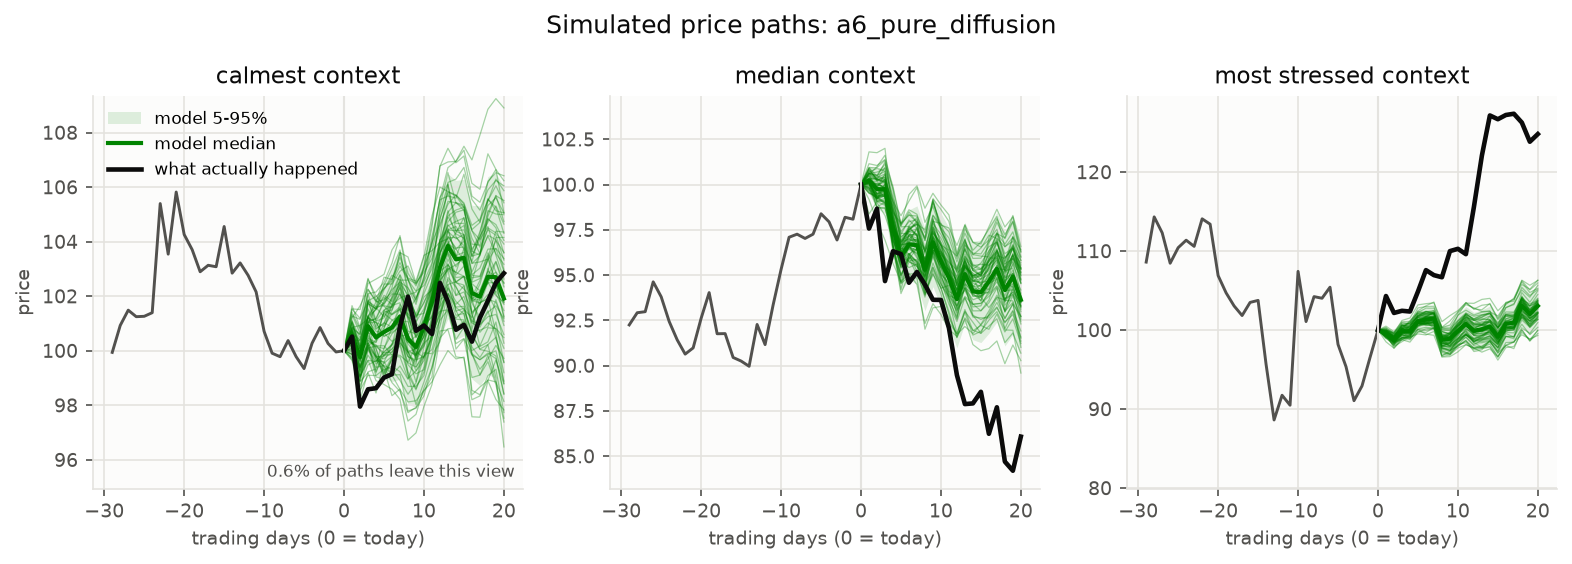 Simulated price paths: a6_pure_diffusion
calmest context
median context
most stressed context
model 5-95%
model median
what actually happened
108
106
104
102
100
98
96
price
0.6% of paths leave this view
−30
−20
−10
0
10
20
trading days (0 = today)
102.5
100.0
97.5
95.0
92.5
90.0
87.5
85.0
price
−30
−20
−10
0
10
20
trading days (0 = today)
120
110
100
90
80
price
−30
−20
−10
0
10
20
trading days (0 = today)